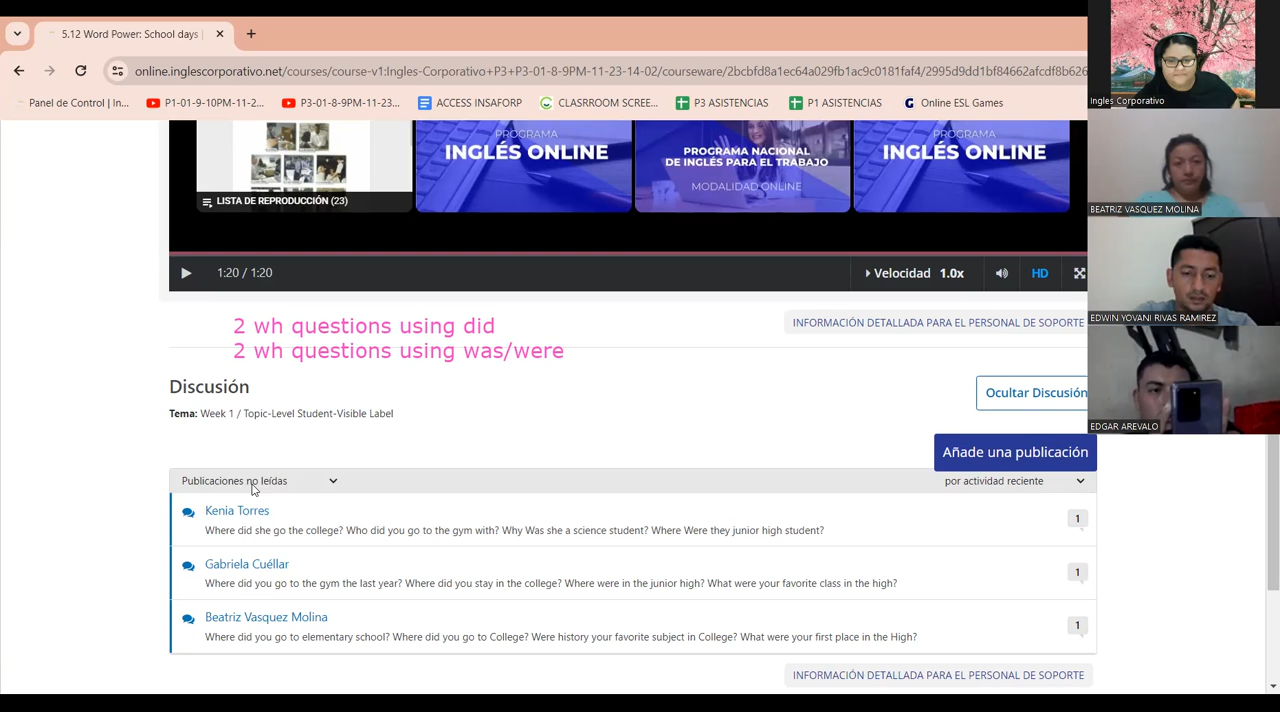 5.12 Word Power: School days |
online.inglescorporativo.net/courses/course-v1:Ingles-Corporativo+P3+P3-01-8-9PM-11-23-14-02/courseware/2bcbfd8a1ec64a029fb1ac9c0181faf4/2995d9dd1bf84662afcdf8b626
Panel de Control | In...
P1-01-9-10PM-11-2...
P3-01-8-9PM-11-23...
ACCESS INSAFORP
CLASSROOM SCREE...
P3 ASISTENCIAS
P1 ASISTENCIAS
Online ESL Games
Ingles Corporativo
PROGRAMA
INGLÉS ONLINE
PROGRAMA NACIONAL
DE INGLÉS PARA EL TRABAJO
MODALIDAD ONLINE
PROGRAMA
INGLÉS ONLINE
LISTA DE REPRODUCCIÓN (23)
BEATRIZ VASQUEZ MOLINA
1:20 / 1:20
Velocidad 1.0x
HD
EDWIN YOVANI RIVAS RAMIREZ
2 wh questions using did
2 wh questions using was/were
INFORMACIÓN DETALLADA PARA EL PERSONAL DE SOPORTE
Discusión
Ocultar Discusión
Tema: Week 1 / Topic-Level Student-Visible Label
EDGAR AREVALO
Añade una publicación
Publicaciones no leídas
por actividad reciente
Kenia Torres
Where did she go the college? Who did you go to the gym with? Why Was she a science student? Where Were they junior high student?
1
Gabriela Cuéllar
Where did you go to the gym the last year? Where did you stay in the college? Where were in the junior high? What were your favorite class in the high?
1
Beatriz Vasquez Molina
Where did you go to elementary school? Where did you go to College? Were history your favorite subject in College? What were your first place in the High?
1
INFORMACIÓN DETALLADA PARA EL PERSONAL DE SOPORTE